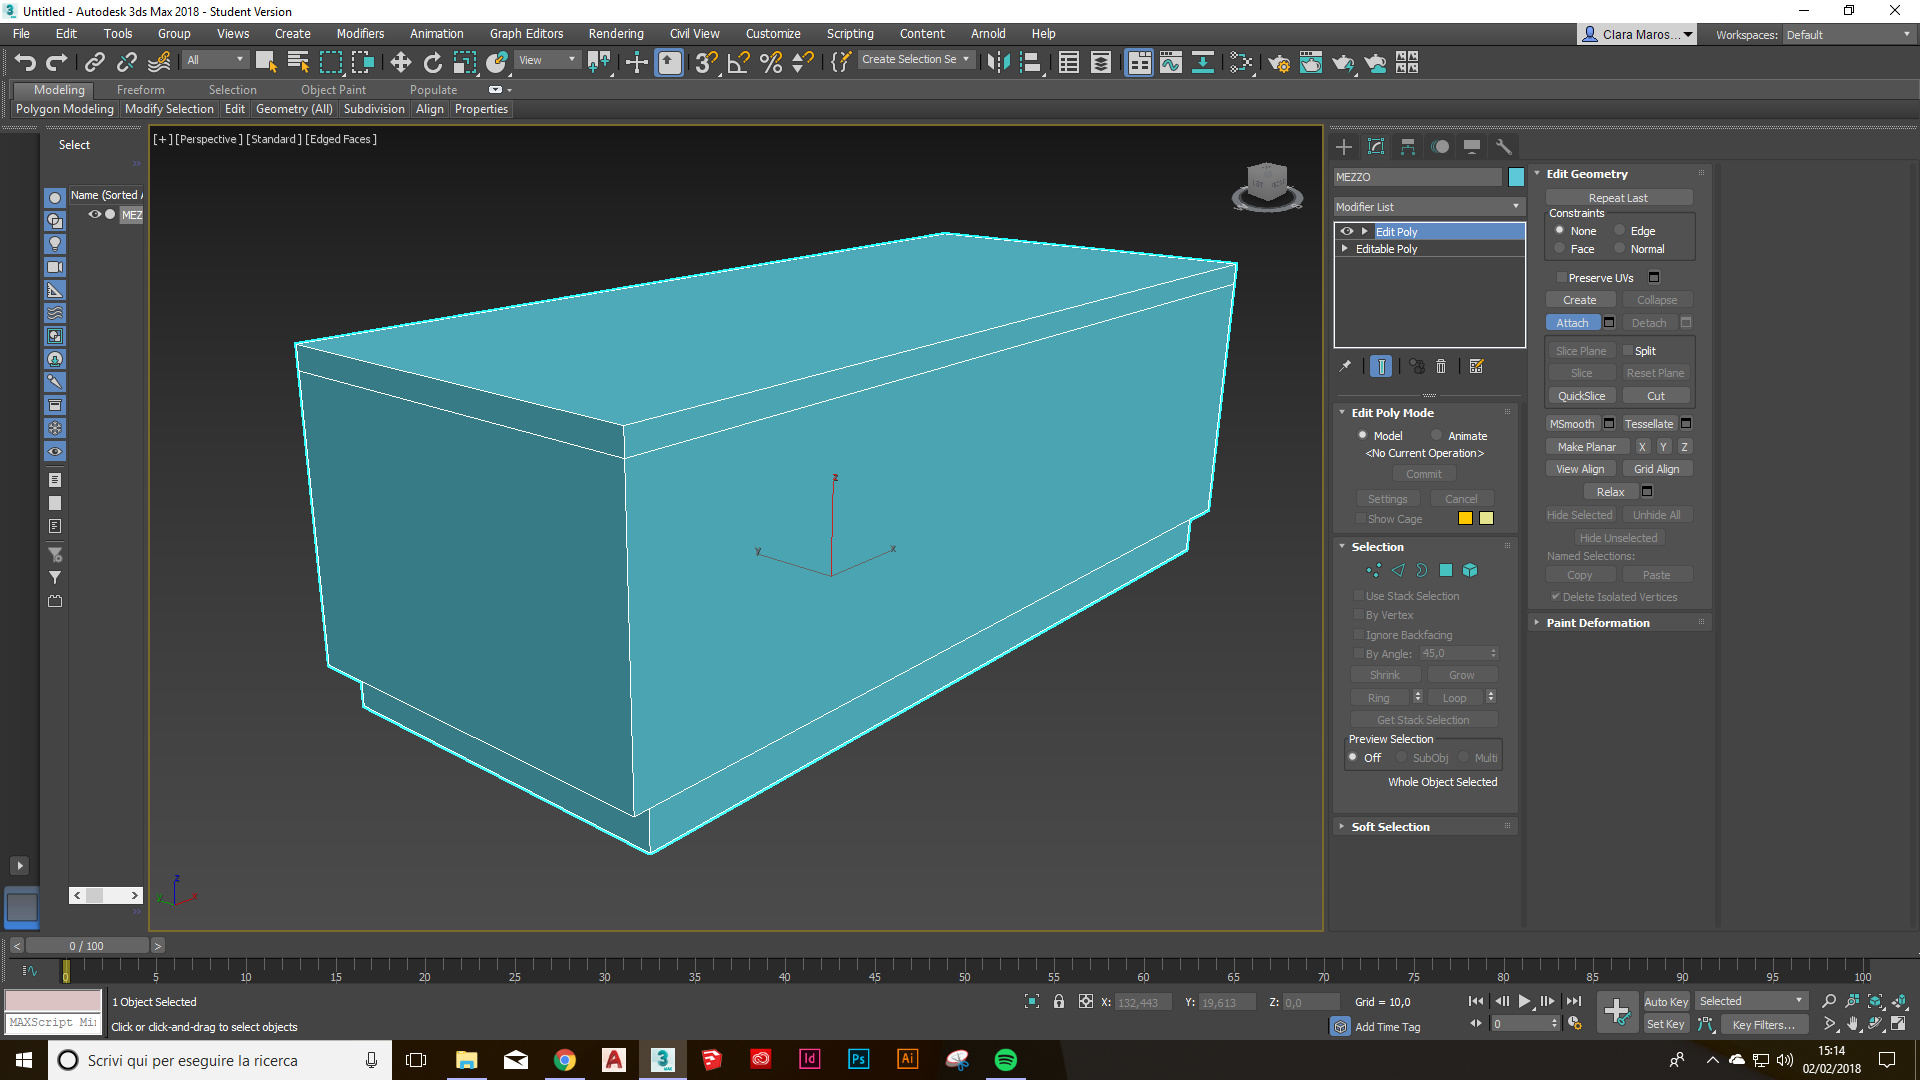 Untitled - Autodesk 3ds Max 2018 - Student Version
File Edit Tools Group Views Create Modifiers Animation Graph Editors Rendering Civil View Customize Scripting Content Arnold Help
Clara Maros...
Workspaces: Default
All
View
Create Selection Se
Modeling Freeform Selection Object Paint Populate
Polygon Modeling Modify Selection Edit Geometry (All) Subdivision Align Properties
Select
Name (Sorted
MEZ
[+] [Perspective] [Standard] [Edged Faces]
z
y
x
z
y
x
MEZZO
Modifier List
Edit Poly
Editable Poly
Edit Poly Mode
Model Animate
<No Current Operation>
Commit
Settings Cancel
Show Cage
Selection
Use Stack Selection
By Vertex
Ignore Backfacing
By Angle: 45,0
Shrink Grow
Ring Loop
Get Stack Selection
Preview Selection
Off SubObj Multi
Whole Object Selected
Soft Selection
Edit Geometry
Repeat Last
Constraints
None Edge
Face Normal
Preserve UVs
Create Collapse
Attach Detach
Slice Plane Split
Slice Reset Plane
QuickSlice Cut
MSmooth Tessellate
Make Planar X Y Z
View Align Grid Align
Relax
Hide Selected Unhide All
Hide Unselected
Named Selections:
Copy Paste
Delete Isolated Vertices
Paint Deformation
< 0 / 100 >
0 5 10 15 20 25 30 35 40 45 50 55 60 65 70 75 80 85 90 95 100
1 Object Selected
X: 132,443 Y: 19,613 Z: 0,0 Grid = 10,0
Auto Key Selected
MAXScript Mi
Click or click-and-drag to select objects
Add Time Tag
0
Set Key Key Filters...
Scrivi qui per eseguire la ricerca
15:14
02/02/2018